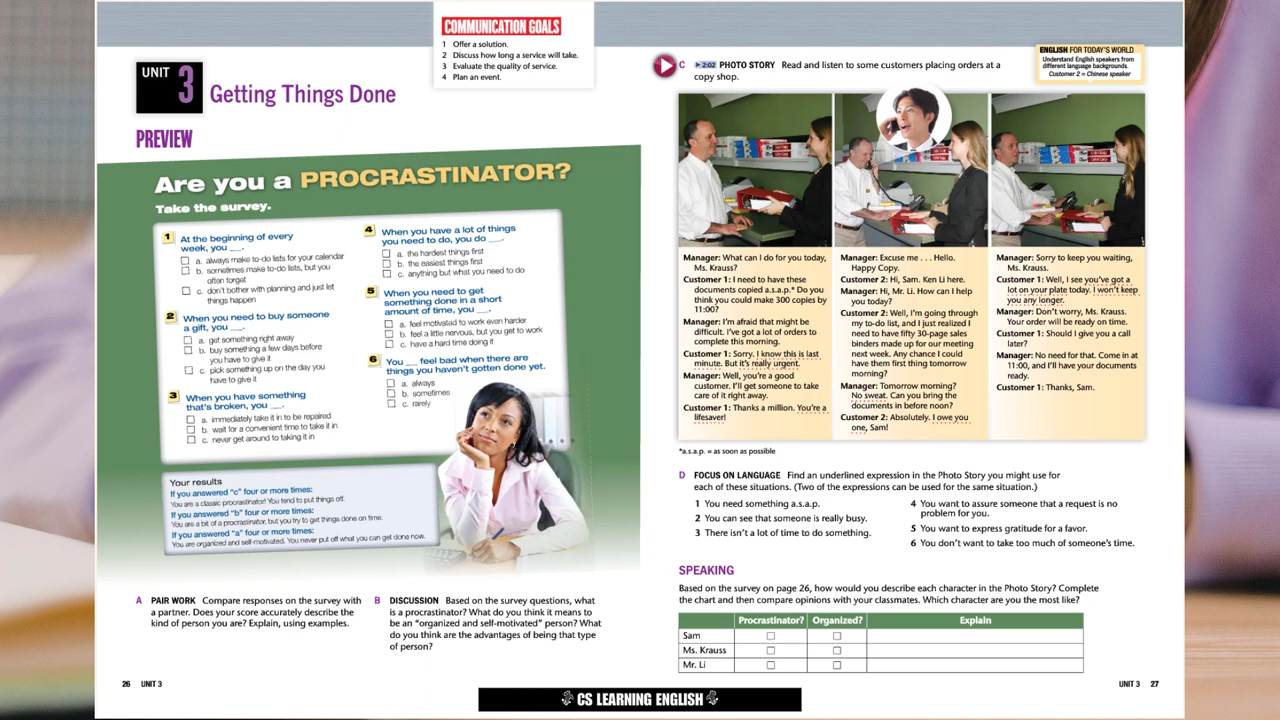 COMMUNICATION GOALS
1 Offer a solution.
2 Discuss how long a service will take.
3 Evaluate the quality of service.
4 Plan an event.
UNIT 3
Getting Things Done
PREVIEW
Are you a PROCRASTINATOR?
Take the survey.
1 At the beginning of every
week, you ___.
a. always make to-do lists for your calendar
b. sometimes make to-do lists, but you
often forget
c. don't bother with planning and just let
things happen
2 When you need to buy someone
a gift, you ___.
a. get something right away
b. buy something a few days before
you have to give it
c. pick something up on the day you
have to give it
3 When you have something
that's broken, you ___.
a. immediately take it in to be repaired
b. wait for a convenient time to take it in
c. never get around to taking it in
4 When you have a lot of things
you need to do, you do ___.
a. the hardest things first
b. the easiest things first
c. anything but what you need to do
5 When you need to get
something done in a short
amount of time, you ___.
a. feel motivated to work even harder
b. feel a little nervous, but you get to work
c. have a hard time doing it
6 You ___ feel bad when there are
things you haven't gotten done yet.
a. always
b. sometimes
c. rarely
Your results
If you answered "c" four or more times:
You are a classic procrastinator! You tend to put things off.
If you answered "b" four or more times:
You are a bit of a procrastinator, but you try to get things done on time.
If you answered "a" four or more times:
You are organized and self-motivated. You never put off what you can get done now.
A PAIR WORK Compare responses on the survey with
a partner. Does your score accurately describe the
kind of person you are? Explain, using examples.
B DISCUSSION Based on the survey questions, what
is a procrastinator? What do you think it means to
be an "organized and self-motivated" person? What
do you think are the advantages of being that type
of person?
26 UNIT 3
C 2:02 PHOTO STORY Read and listen to some customers placing orders at a
copy shop.
ENGLISH FOR TODAY'S WORLD
Understand English speakers from
different language backgrounds.
Customer 2 = Chinese speaker
Manager: What can I do for you today,
Ms. Krauss?
Customer 1: I need to have these
documents copied a.s.a.p.* Do you
think you could make 300 copies by
11:00?
Manager: I'm afraid that might be
difficult. I've got a lot of orders to
complete this morning.
Customer 1: Sorry. I know this is last
minute. But it's really urgent.
Manager: Well, you're a good
customer. I'll get someone to take
care of it right away.
Customer 1: Thanks a million. You're a
lifesaver!
Manager: Excuse me . . . Hello.
Happy Copy.
Customer 2: Hi, Sam. Ken Li here.
Manager: Hi, Mr. Li. How can I help
you today?
Customer 2: Well, I'm going through
my to-do list, and I just realized I
need to have fifty 30-page sales
binders made up for our meeting
next week. Any chance I could
have them first thing tomorrow
morning?
Manager: Tomorrow morning?
No sweat. Can you bring the
documents in before noon?
Customer 2: Absolutely. I owe you
one, Sam!
Manager: Sorry to keep you waiting,
Ms. Krauss.
Customer 1: Well, I see you've got a
lot on your plate today. I won't keep
you any longer.
Manager: Don't worry, Ms. Krauss.
Your order will be ready on time.
Customer 1: Should I give you a call
later?
Manager: No need for that. Come in at
11:00, and I'll have your documents
ready.
Customer 1: Thanks, Sam.
*a.s.a.p. = as soon as possible
D FOCUS ON LANGUAGE Find an underlined expression in the Photo Story you might use for
each of these situations. (Two of the expressions can be used for the same situation.)
1 You need something a.s.a.p.
2 You can see that someone is really busy.
3 There isn't a lot of time to do something.
4 You want to assure someone that a request is no
problem for you.
5 You want to express gratitude for a favor.
6 You don't want to take too much of someone's time.
SPEAKING
Based on the survey on page 26, how would you describe each character in the Photo Story? Complete
the chart and then compare opinions with your classmates. Which character are you the most like?
Procrastinator? Organized? Explain
Sam
Ms. Krauss
Mr. Li
UNIT 3 27
CS LEARNING ENGLISH